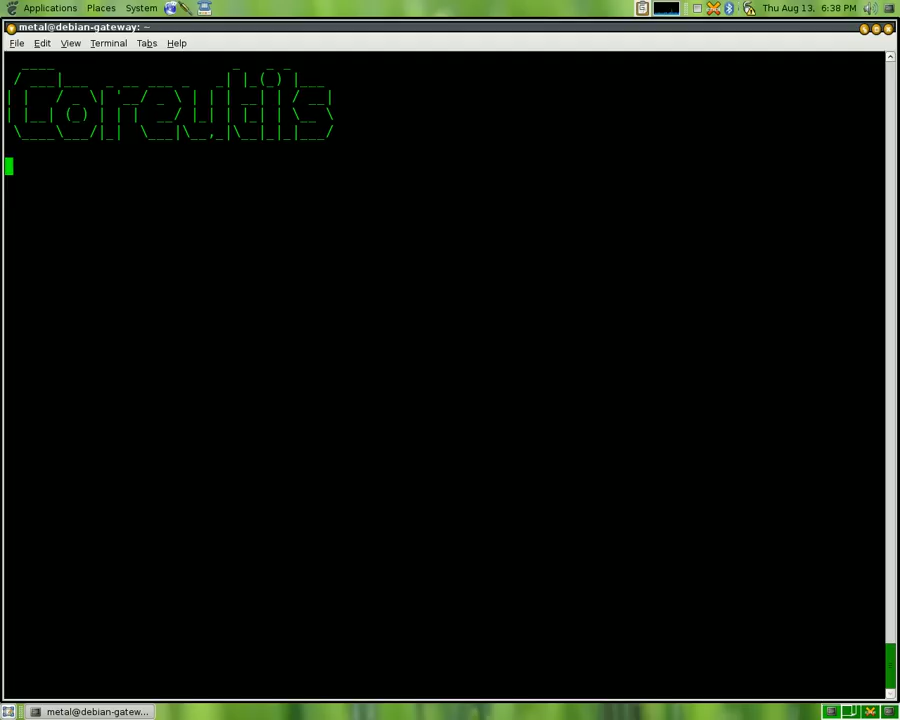 Applications Places System Thu Aug 13, 6:38 PM
metal@debian-gateway: ~
File Edit View Terminal Tabs Help
Coreutils
metal@debian-gatew...